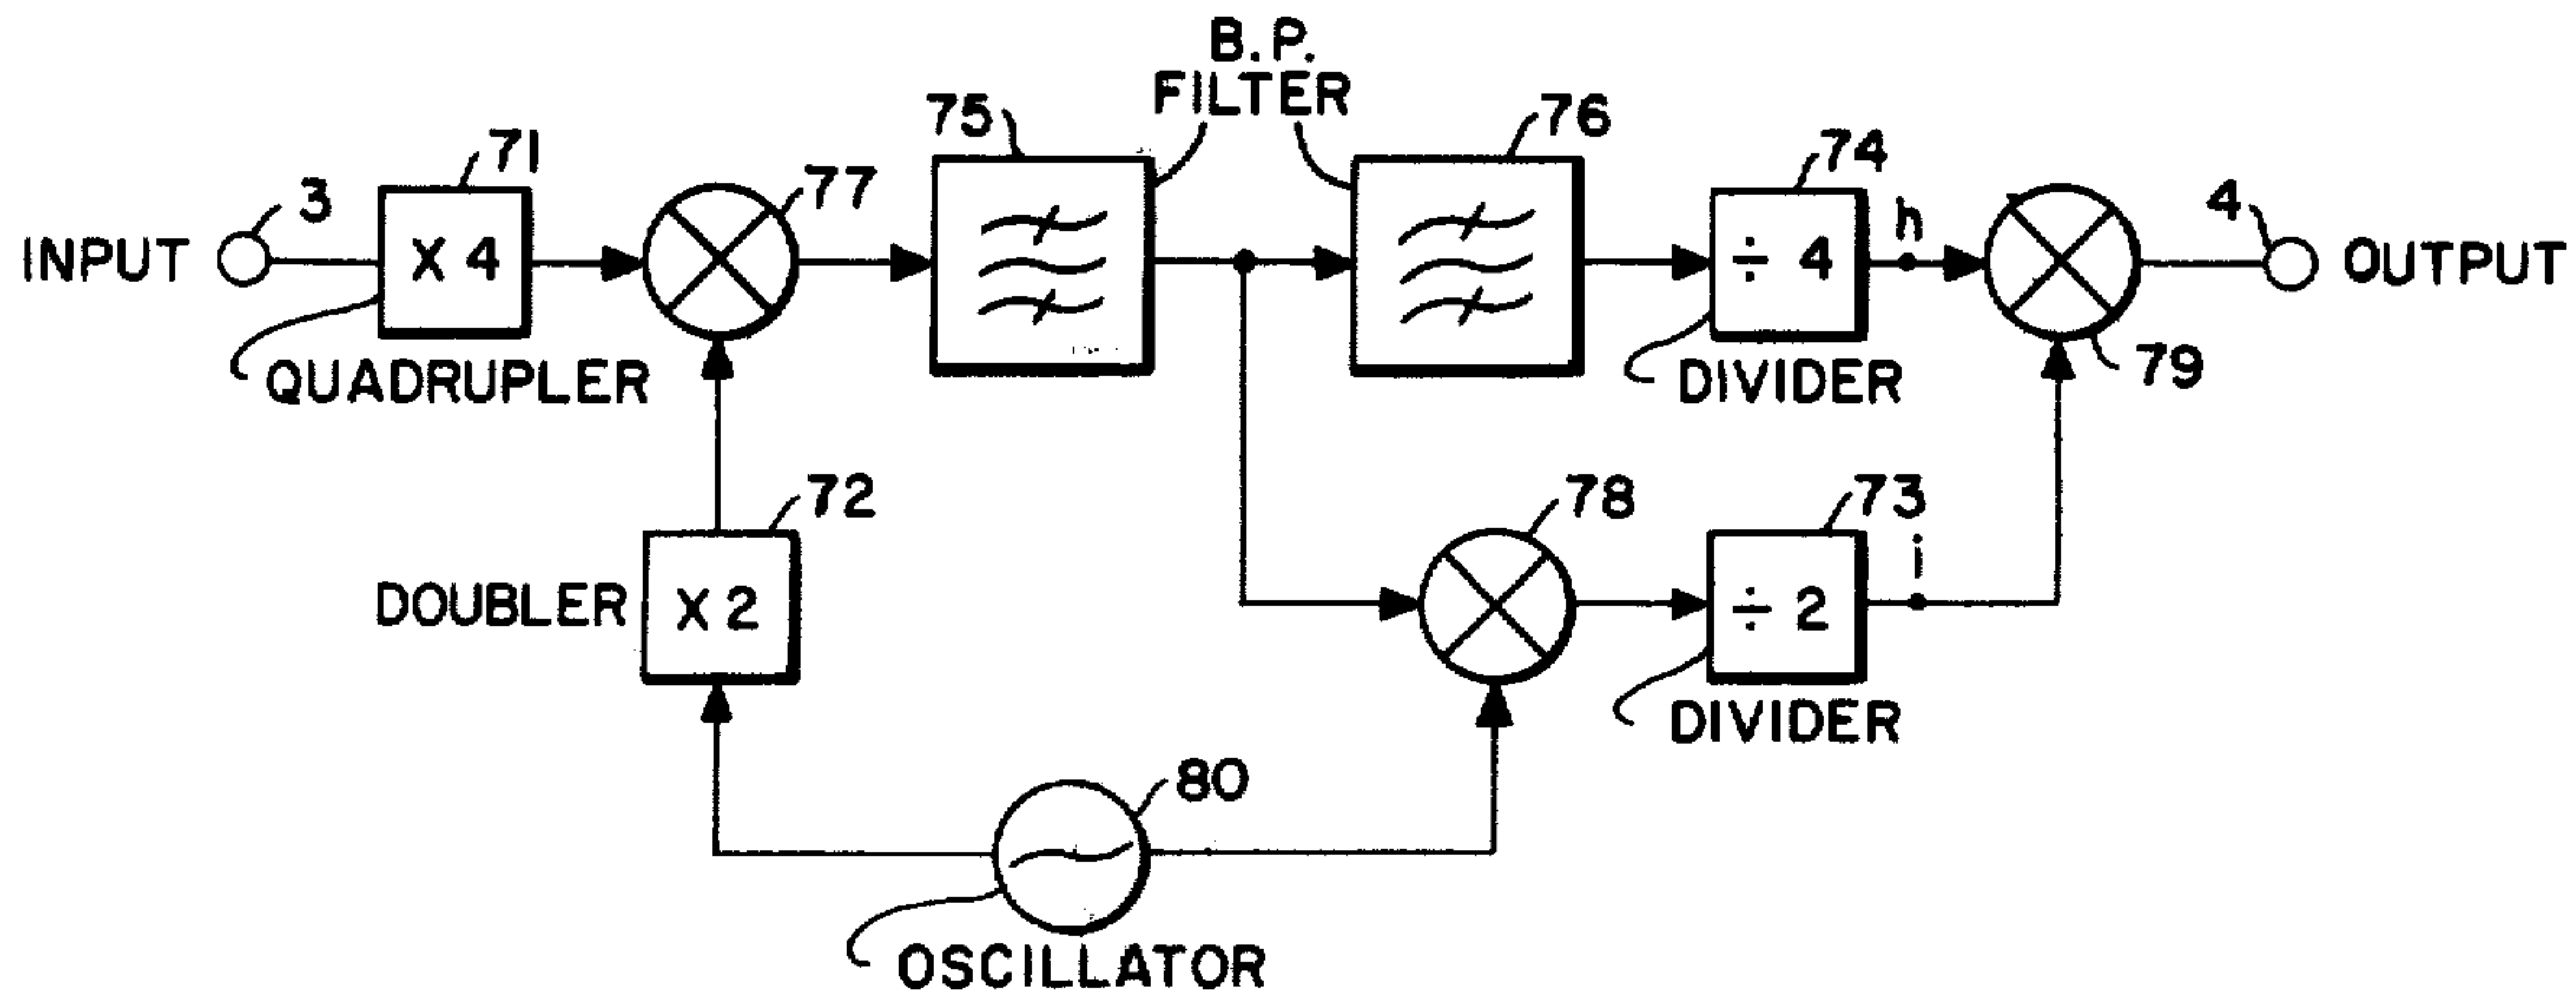 B.P.
FILTER
75
76
71
74
77
3
h
4
INPUT
X 4
÷ 4
OUTPUT
QUADRUPLER
DIVIDER
79
72
78
73
i
DOUBLER
X 2
÷ 2
DIVIDER
80
OSCILLATOR